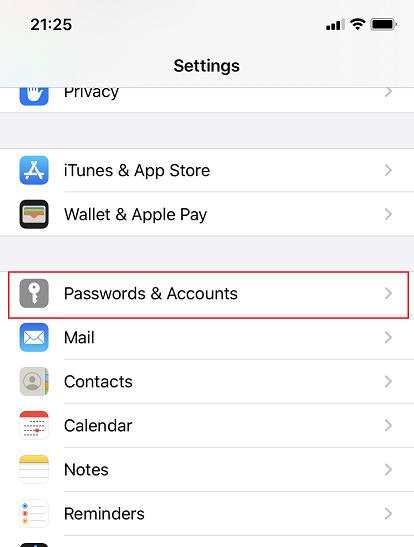 21:25
Settings
Privacy
iTunes & App Store
Wallet & Apple Pay
Passwords & Accounts
Mail
Contacts
Calendar
Notes
Reminders